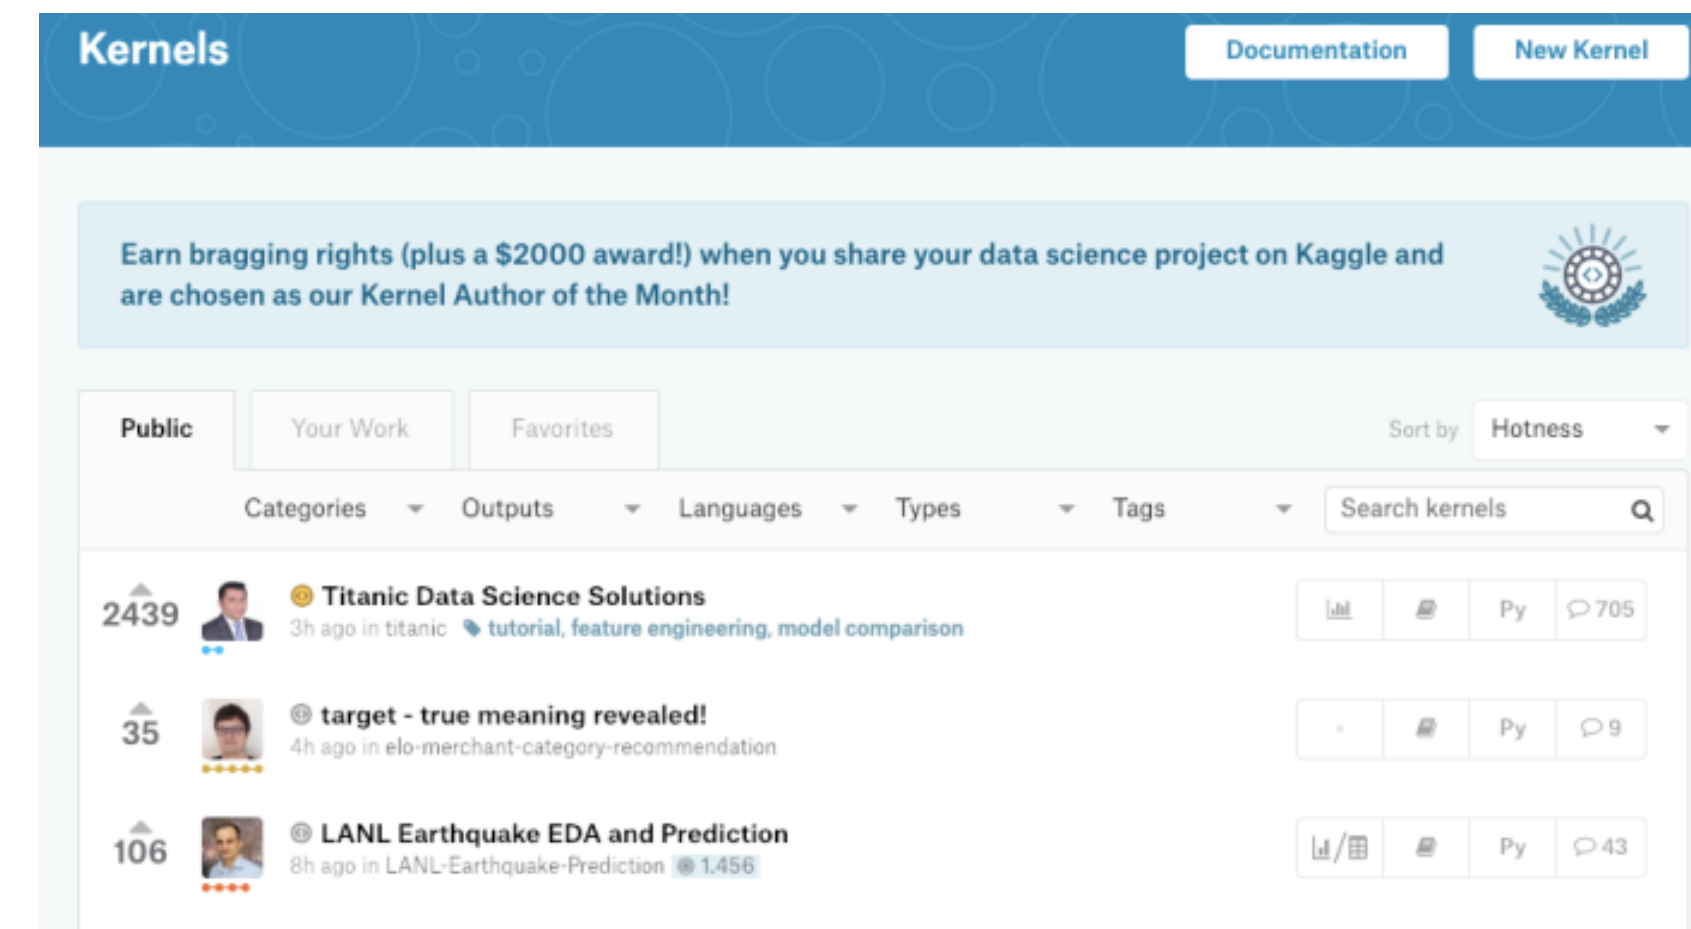 Kernels
Documentation
New Kernel
Earn bragging rights (plus a $2000 award!) when you share your data science project on Kaggle and
are chosen as our Kernel Author of the Month!
Public
Your Work
Favorites
Sort by
Hotness
Categories
Outputs
Languages
Types
Tags
Search kernels
2439
Titanic Data Science Solutions
3h ago in titanic tutorial, feature engineering, model comparison
Py
705
35
target - true meaning revealed!
4h ago in elo-merchant-category-recommendation
Py
9
106
LANL Earthquake EDA and Prediction
8h ago in LANL-Earthquake-Prediction 1.456
/
Py
43